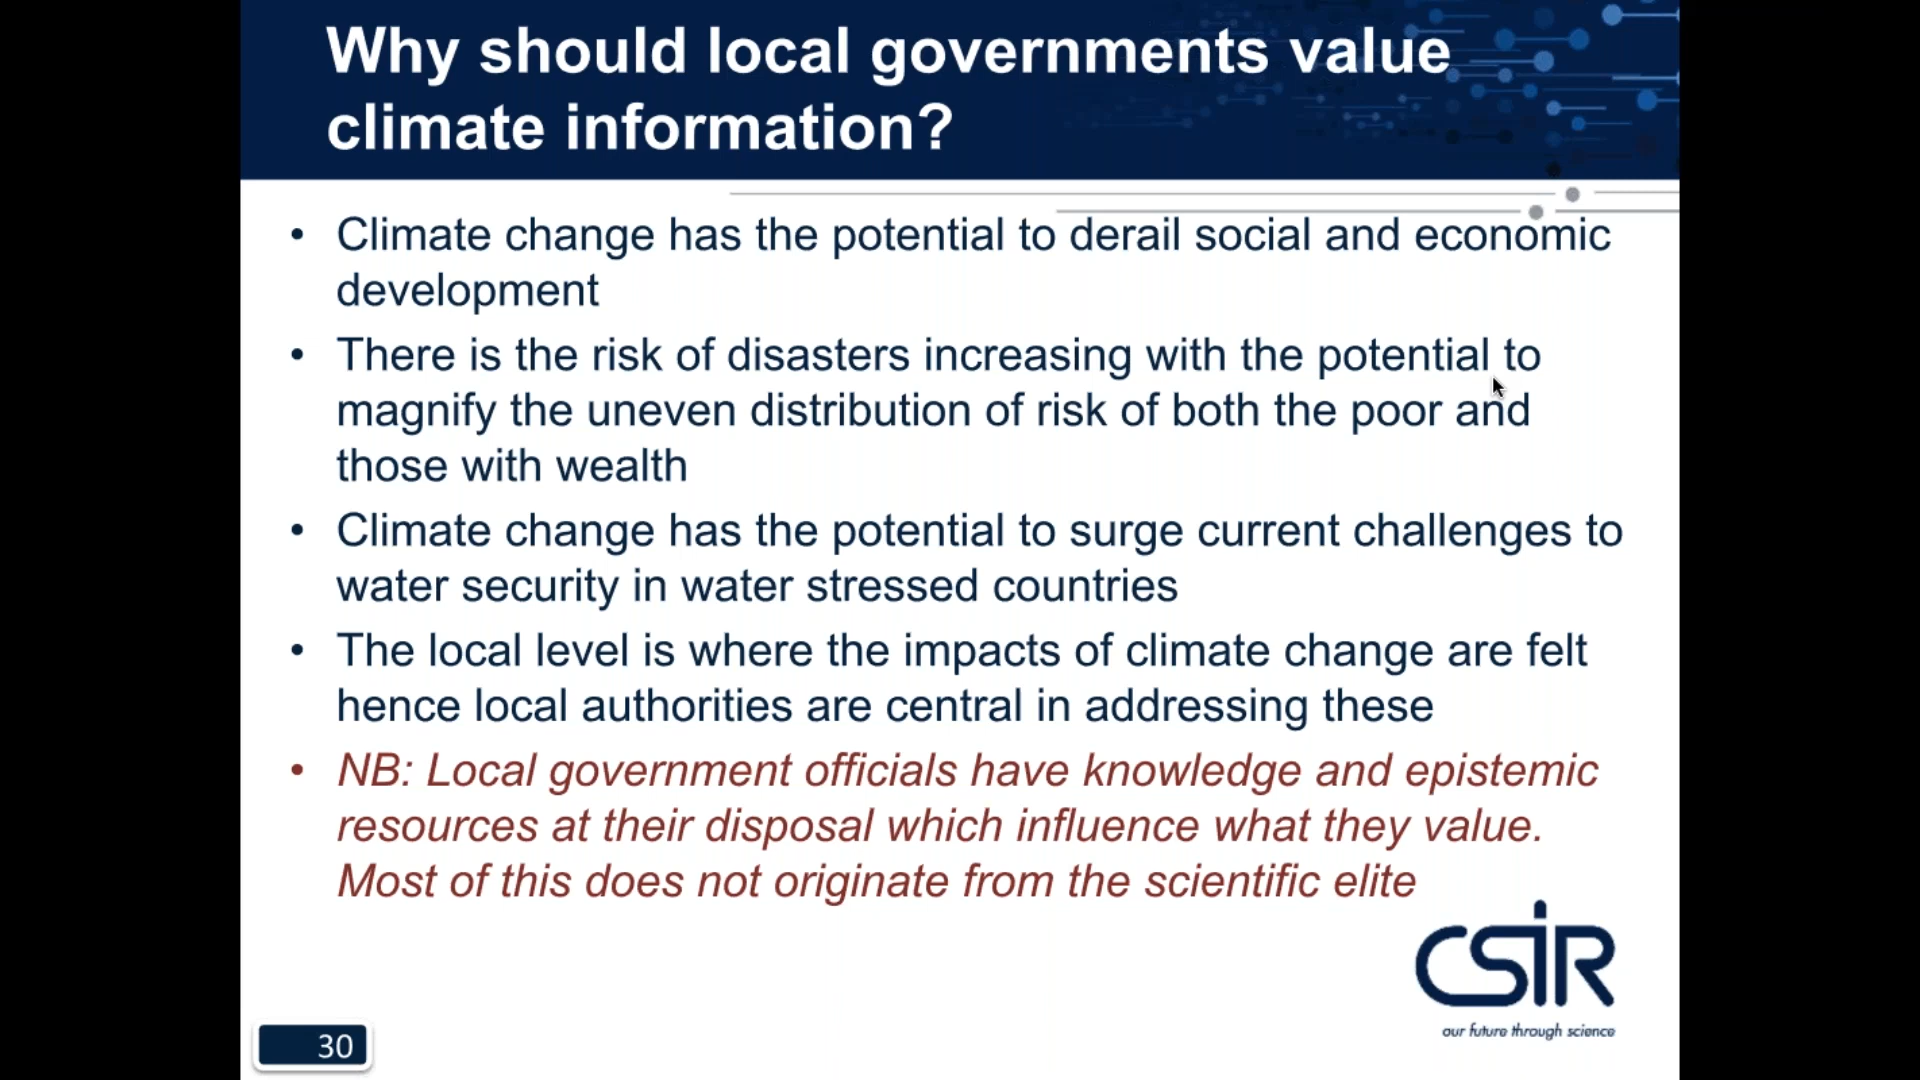 Why should local governments value
climate information?
• Climate change has the potential to derail social and economic
development
• There is the risk of disasters increasing with the potential to
magnify the uneven distribution of risk of both the poor and
those with wealth
• Climate change has the potential to surge current challenges to
water security in water stressed countries
• The local level is where the impacts of climate change are felt
hence local authorities are central in addressing these
• NB: Local government officials have knowledge and epistemic
resources at their disposal which influence what they value.
Most of this does not originate from the scientific elite
CSIR
our future through science
30